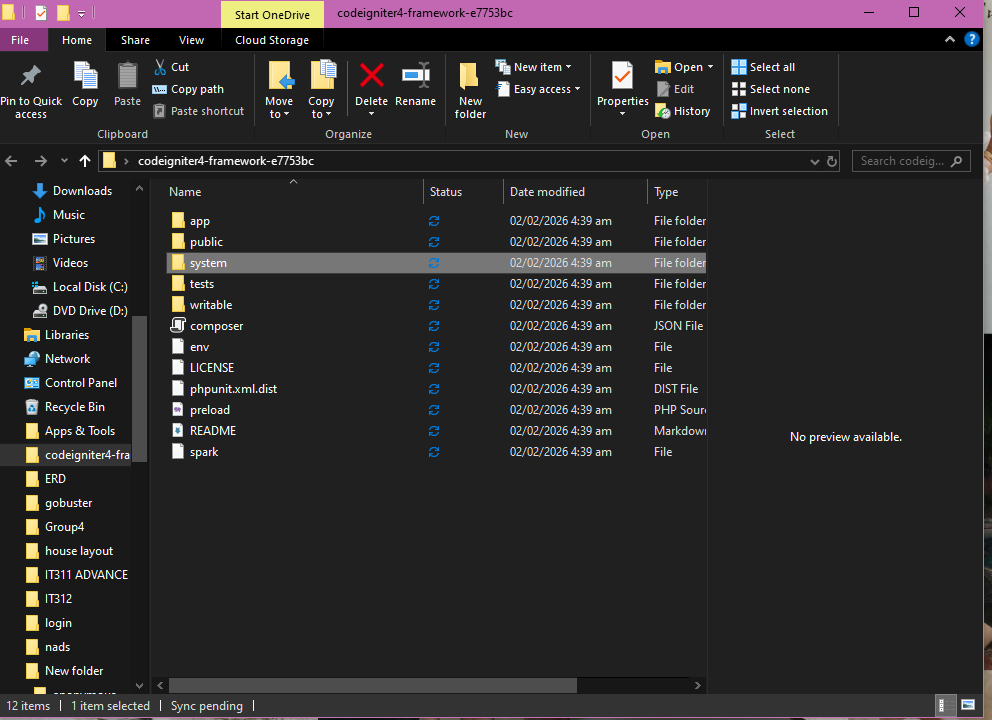 Start OneDrive codeigniter4-framework-e7753bc
File Home Share View Cloud Storage
Pin to Quick access
Copy
Paste
Cut
Copy path
Paste shortcut
Clipboard
Move to
Copy to
Delete
Rename
Organize
New folder
New item
Easy access
New
Properties
Open
Edit
History
Open
Select all
Select none
Invert selection
Select
codeigniter4-framework-e7753bc
Search codeig...
Downloads
Music
Pictures
Videos
Local Disk (C:)
DVD Drive (D:)
Libraries
Network
Control Panel
Recycle Bin
Apps & Tools
codeigniter4-fra
ERD
gobuster
Group4
house layout
IT311 ADVANCE
IT312
login
nads
New folder
Name Status Date modified Type
app 02/02/2026 4:39 am File folder
public 02/02/2026 4:39 am File folder
system 02/02/2026 4:39 am File folder
tests 02/02/2026 4:39 am File folder
writable 02/02/2026 4:39 am File folder
composer 02/02/2026 4:39 am JSON File
env 02/02/2026 4:39 am File
LICENSE 02/02/2026 4:39 am File
phpunit.xml.dist 02/02/2026 4:39 am DIST File
preload 02/02/2026 4:39 am PHP Sour
README 02/02/2026 4:39 am Markdow
spark 02/02/2026 4:39 am File
No preview available.
12 items 1 item selected Sync pending